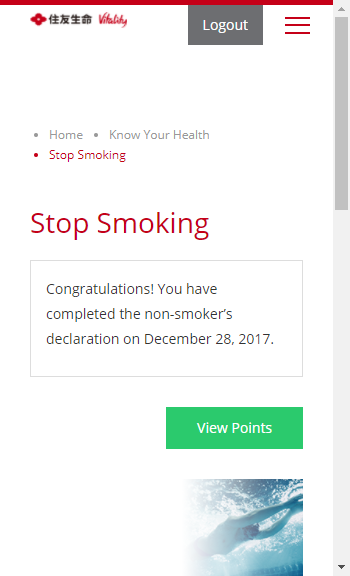 住友生命 Vitality
Logout
Home
Know Your Health
Stop Smoking
Stop Smoking
Congratulations! You have
completed the non-smoker’s
declaration on December 28, 2017.
View Points